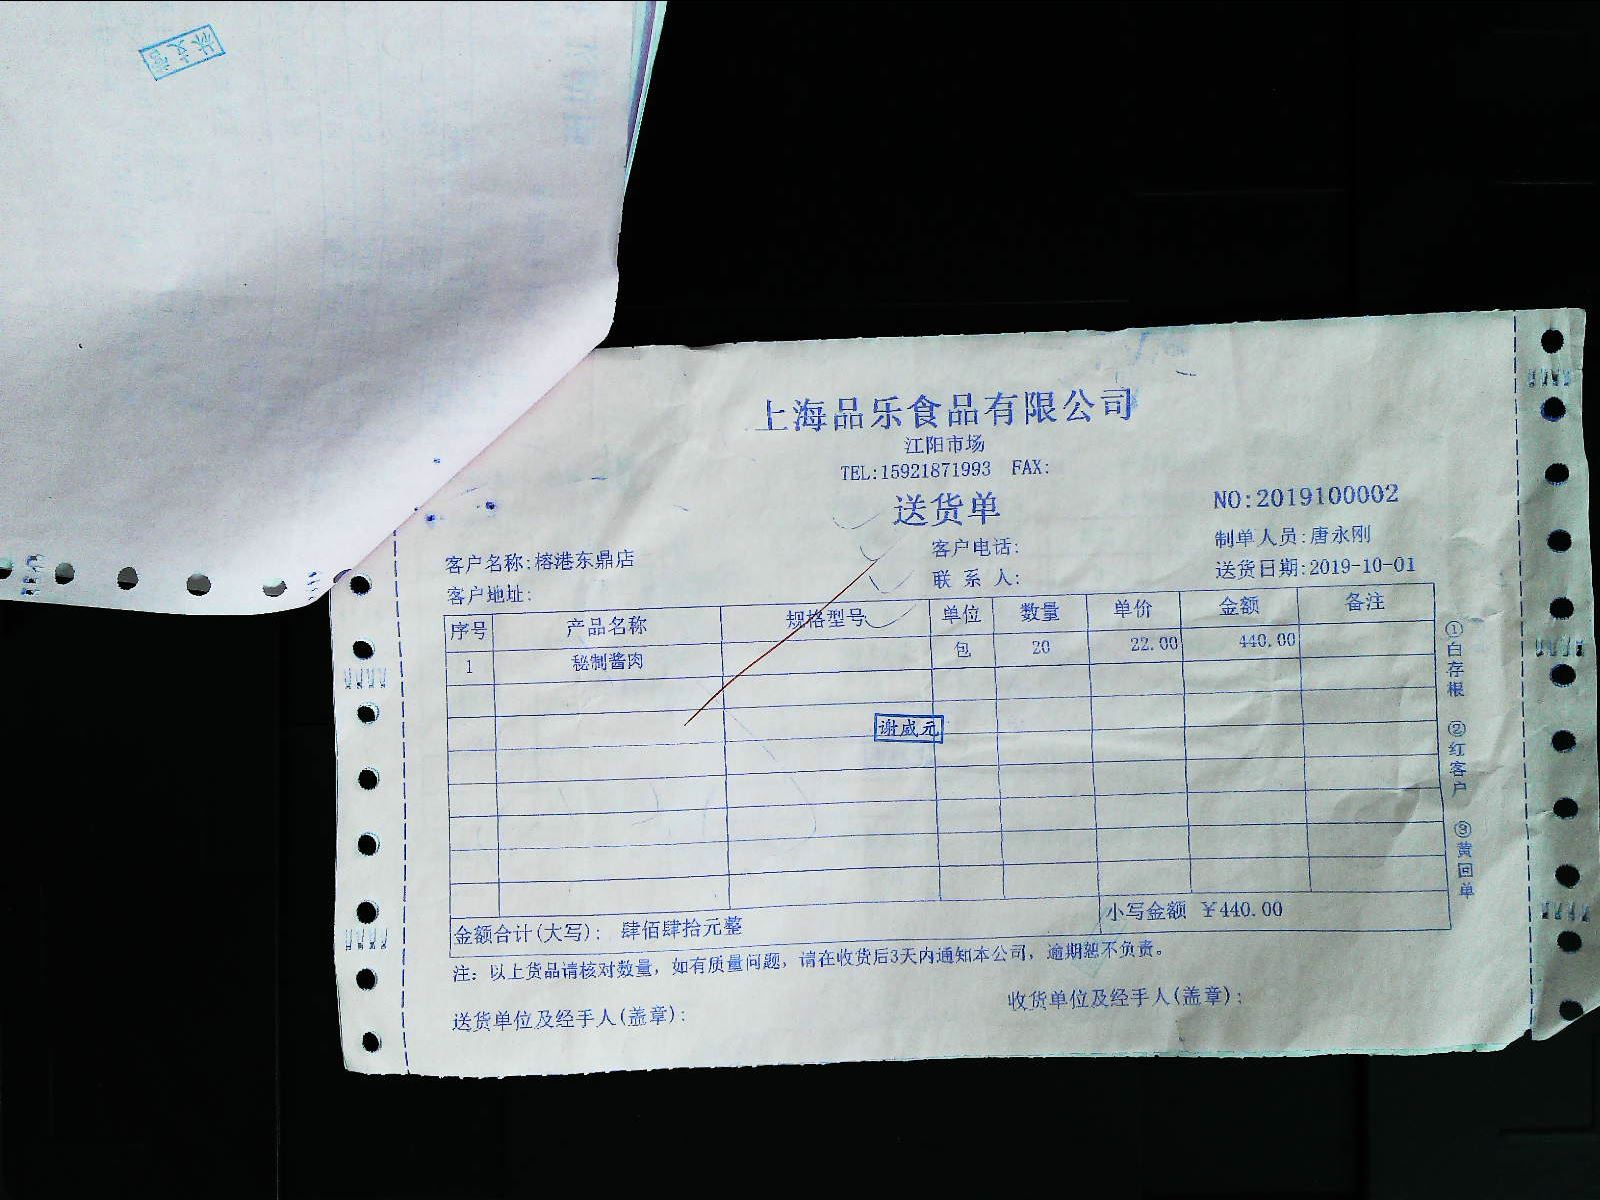 上海品乐食品有限公司
江阳市场
TEL:15921871993 FAX:
送货单
NO:2019100002
客户名称:榕港东鼎店
客户电话:
制单人员:唐永刚
客户地址:
联系人:
送货日期:2019-10-01
序号 产品名称 规格型号 单位 数量 单价 金额 备注
1 秘制酱肉 包 20 22.00 440.00
谢威元
金额合计(大写): 肆佰肆拾元整 小写金额 ¥440.00
注: 以上货品请核对数量, 如有质量问题, 请在收货后3天内通知本公司, 逾期恕不负责。
送货单位及经手人(盖章): 收货单位及经手人(盖章):
①白存根 ②红客户 ③黄回单